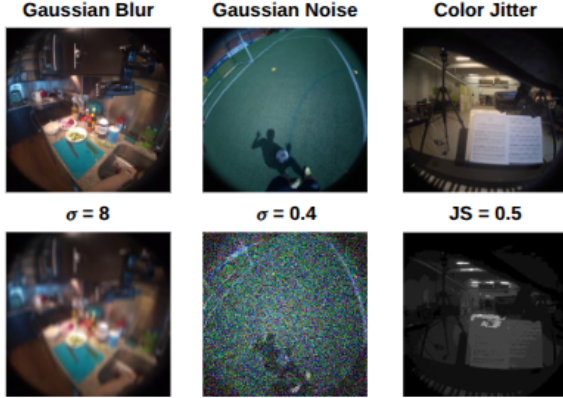 Gaussian Blur Gaussian Noise Color Jitter
σ = 8 σ = 0.4 JS = 0.5